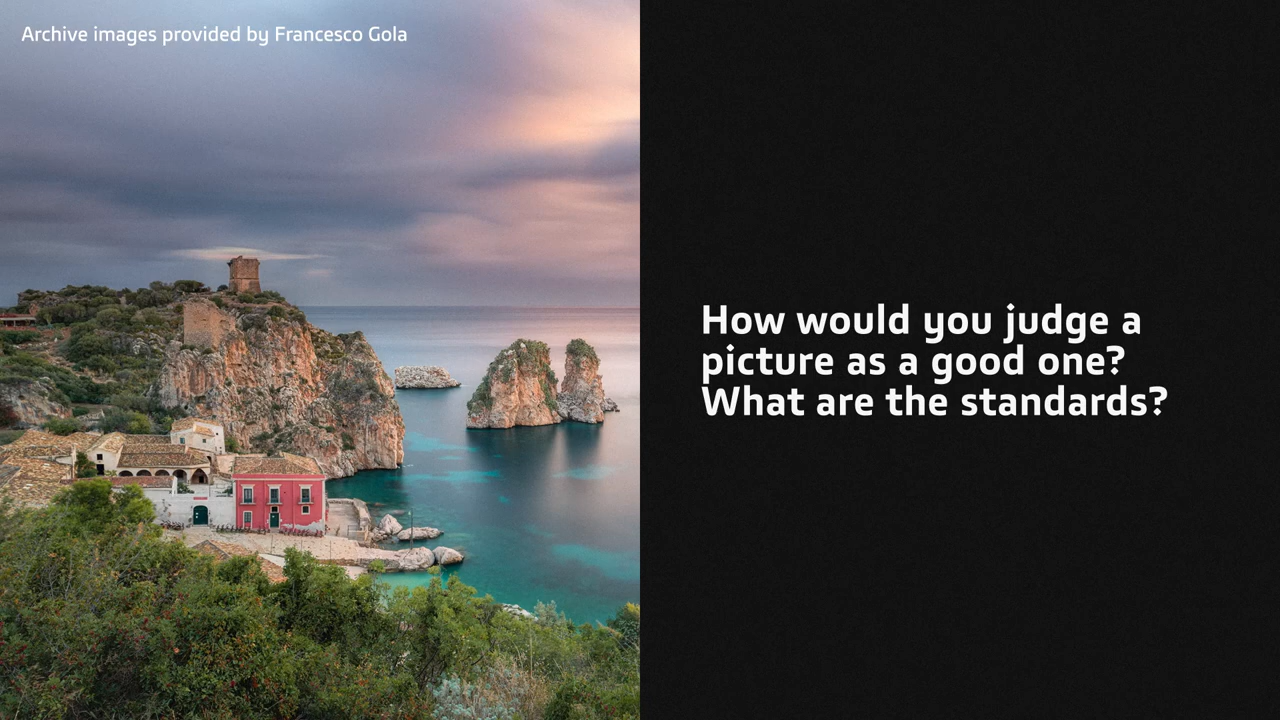 Archive images provided by Francesco Gola
How would you judge a
picture as a good one?
What are the standards?